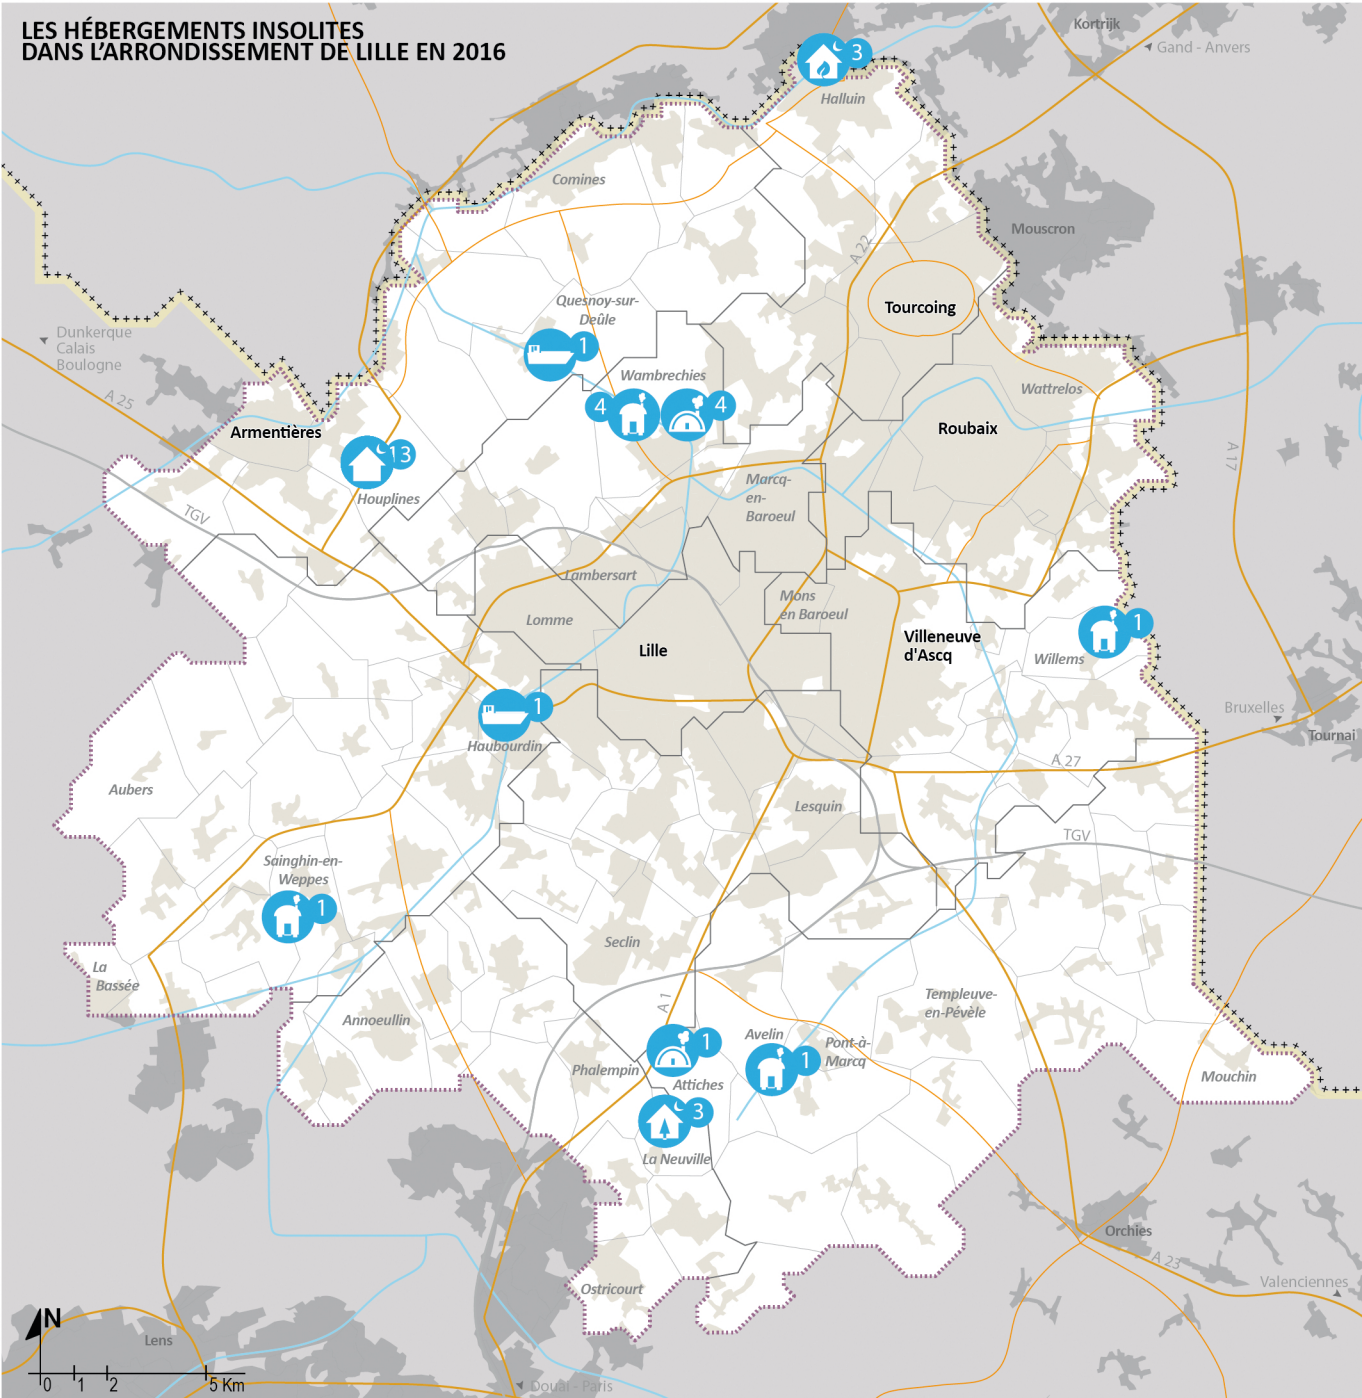 LES HÉBERGEMENTS INSOLITES
DANS L'ARRONDISSEMENT DE LILLE EN 2016
Kortrijk
Gand - Anvers
3
Halluin
Comines
Mouscron
A 22
Quesnoy-sur-
Deûle
Tourcoing
Dunkerque
Calais
Boulogne
1
Wambrechies
Wattrelos
A 25
4
4
Armentières
Roubaix
A 17
13
Houplines
Marcq-
en-
Baroeul
TGV
Lambersart
Mons
en Baroeul
Lomme
1
Lille
Villeneuve
d'Ascq
Willems
1
Bruxelles
Tournai
Haubourdin
A 27
Aubers
Lesquin
TGV
Sainghin-en-
Weppes
1
Seclin
La
Bassée
Templeuve-
en-Pévèle
A 1
Annoeullin
1
Avelin
Pont-à-
Marcq
1
Phalempin
Attiches
Mouchin
3
La Neuville
Orchies
A 23
Valenciennes
Ostricourt
N
Lens
0 1 2 5 Km
Douai - Paris